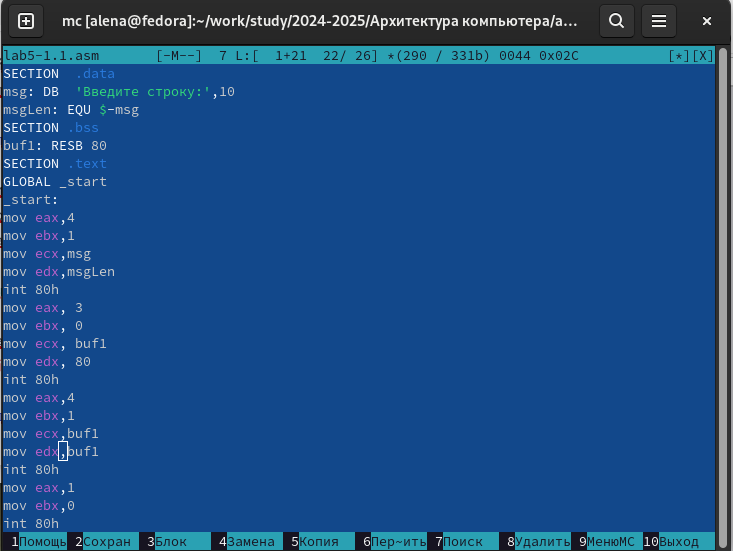 mc [alena@fedora]:~/work/study/2024-2025/Архитектура компьютера/a…
lab5-1.1.asm [-M--] 7 L:[ 1+21 22/ 26] *(290 / 331b) 0044 0x02C [*][X]
SECTION .data
msg: DB 'Введите строку:',10
msgLen: EQU $-msg
SECTION .bss
buf1: RESB 80
SECTION .text
GLOBAL _start
_start:
mov eax,4
mov ebx,1
mov ecx,msg
mov edx,msgLen
int 80h
mov eax, 3
mov ebx, 0
mov ecx, buf1
mov edx, 80
int 80h
mov eax,4
mov ebx,1
mov ecx,buf1
mov edx,buf1
int 80h
mov eax,1
mov ebx,0
int 80h
1Помощь 2Сохран 3Блок 4Замена 5Копия 6Пер~ить 7Поиск 8Удалить 9МенюMC 10Выход